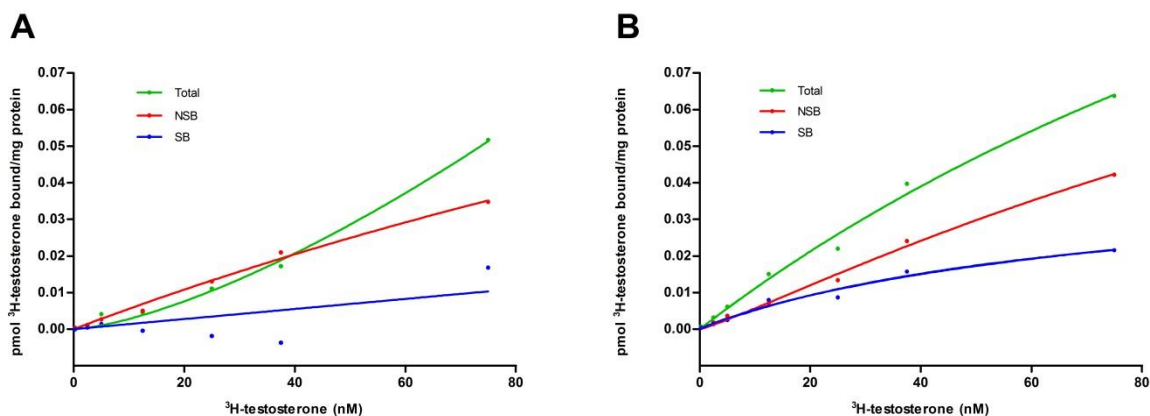 A
pmol ³H-testosterone bound/mg protein
0.07
0.06
0.05
0.04
0.03
0.02
0.01
0.00
Total
NSB
SB
0
20
40
60
80
³H-testosterone (nM)
B
pmol ³H-testosterone bound/mg protein
0.07
0.06
0.05
0.04
0.03
0.02
0.01
0.00
Total
NSB
SB
0
20
40
60
80
³H-testosterone (nM)